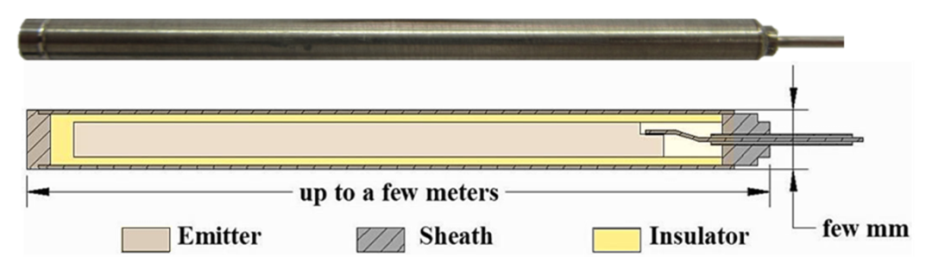 up to a few meters
few mm
Emitter
Sheath
Insulator